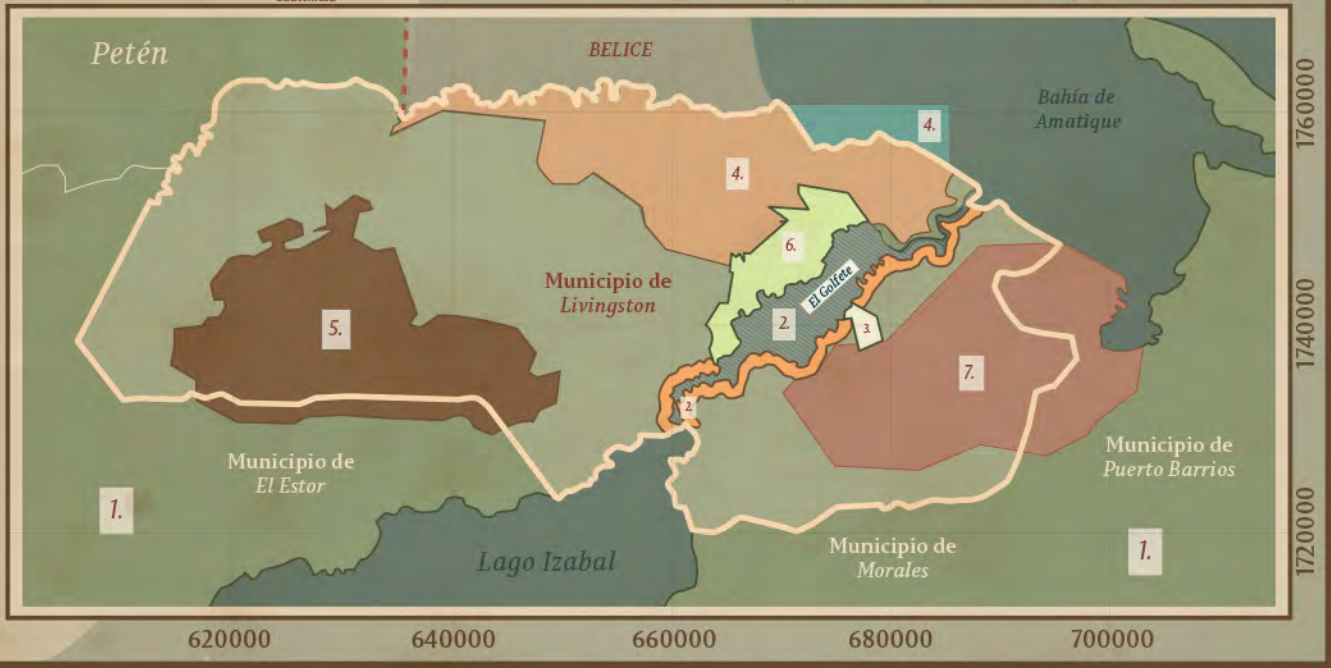 Guatemala
Petén
BELICE
Bahía de
Amatique
4.
4.
6.
El Golfete
Municipio de
Livingston
5.
2.
3.
7.
2.
Municipio de
El Estor
Municipio de
Puerto Barrios
1.
Lago Izabal
Municipio de
Morales
1.
1760000
1740000
1720000
620000
640000
660000
680000
700000